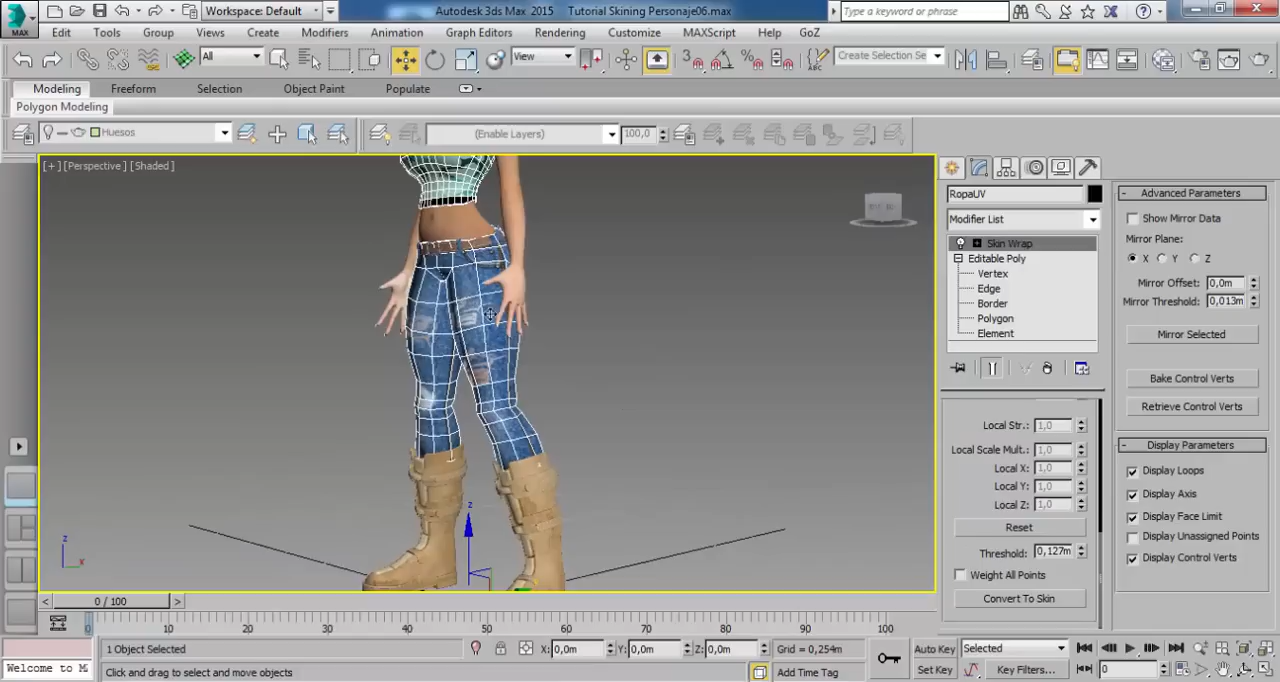 MAX
Workspace: Default
Autodesk 3ds Max 2015 Tutorial Skining Personaje06.max
Type a keyword or phrase
Edit Tools Group Views Create Modifiers Animation Graph Editors Rendering Customize MAXScript Help GoZ
All View Create Selection Se
Modeling Freeform Selection Object Paint Populate
Polygon Modeling
Huesos (Enable Layers) 100,0
[+] [Perspective] [Shaded]
RopaUV
Modifier List
Skin Wrap
Editable Poly
Vertex
Edge
Border
Polygon
Element
Advanced Parameters
Show Mirror Data
Mirror Plane:
X Y Z
Mirror Offset: 0,0m
Mirror Threshold: 0,013m
Mirror Selected
Bake Control Verts
Retrieve Control Verts
Display Parameters
Display Loops
Display Axis
Display Face Limit
Display Unassigned Points
Display Control Verts
Local Str.: 1,0
Local Scale Mult.: 1,0
Local X: 1,0
Local Y: 1,0
Local Z: 1,0
Reset
Threshold: 0,127m
Weight All Points
Convert To Skin
z
x
z
0 / 100
0 10 20 30 40 50 60 70 80 90 100
1 Object Selected X: 0,0m Y: 0,0m Z: 0,0m Grid = 0,254m Auto Key Selected
Welcome to M Click and drag to select and move objects Add Time Tag Set Key Key Filters... 0